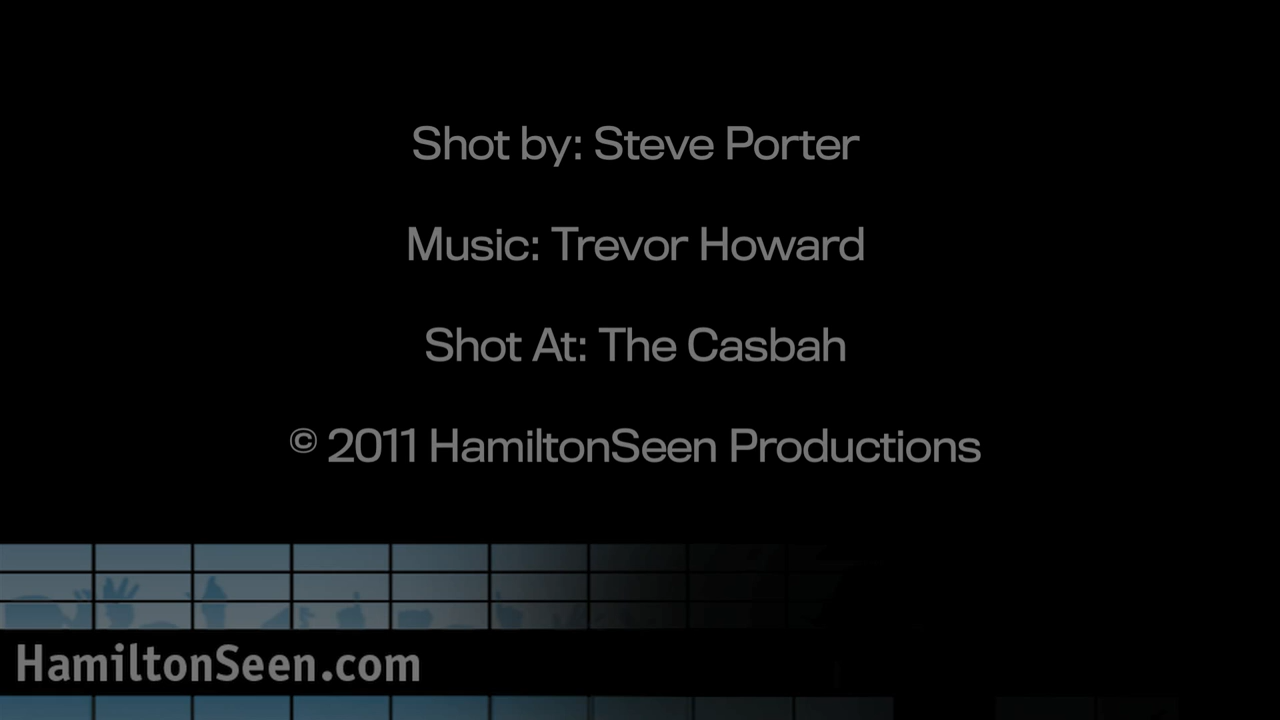 Shot by: Steve Porter
Music: Trevor Howard
Shot At: The Casbah
© 2011 HamiltonSeen Productions
HamiltonSeen.com